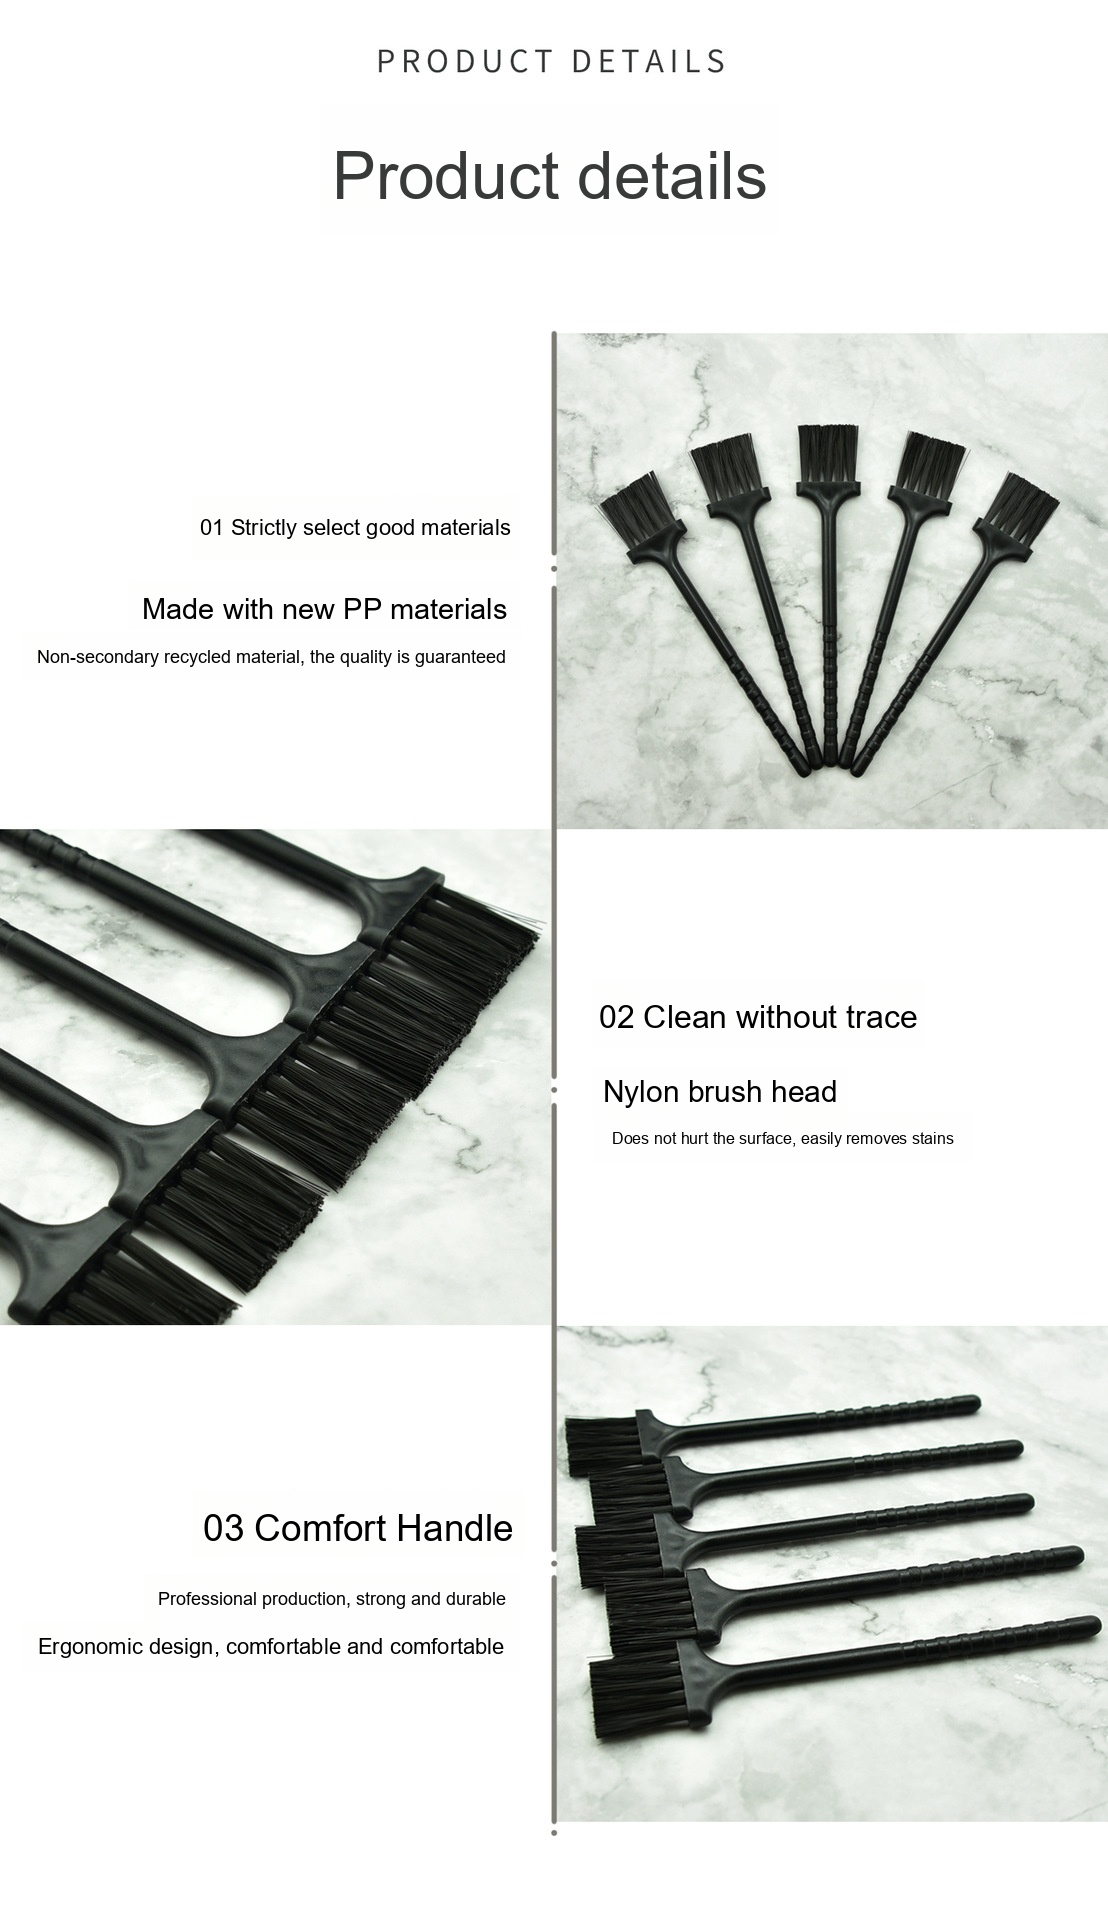 PRODUCT DETAILS
Product details
01 Strictly select good materials
Made with new PP materials
Non-secondary recycled material, the quality is guaranteed
02 Clean without trace
Nylon brush head
Does not hurt the surface, easily removes stains
03 Comfort Handle
Professional production, strong and durable
Ergonomic design, comfortable and comfortable